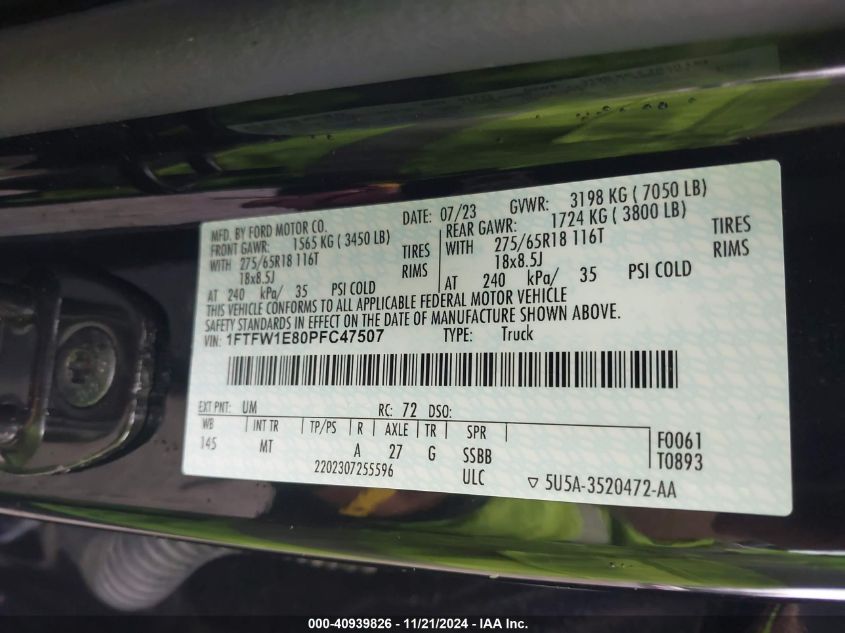 MFD. BY FORD MOTOR CO. DATE: 07/23 GVWR: 3198 KG ( 7050 LB)
FRONT GAWR: 1565 KG ( 3450 LB) REAR GAWR: 1724 KG ( 3800 LB)
WITH 275/65R18 116T TIRES WITH 275/65R18 116T TIRES
18x8.5J RIMS 18x8.5J RIMS
AT 240 kPa/ 35 PSI COLD AT 240 kPa/ 35 PSI COLD
THIS VEHICLE CONFORMS TO ALL APPLICABLE FEDERAL MOTOR VEHICLE
SAFETY STANDARDS IN EFFECT ON THE DATE OF MANUFACTURE SHOWN ABOVE.
VIN: 1FTFW1E80PFC47507 TYPE: Truck
EXT PNT: UM RC: 72 DSO:
WB INT TR TP/PS R AXLE TR SPR F0061
145 MT A 27 G SSBB T0893
2202307255596 ULC ▽ 5U5A-3520472-AA
000-40939826 - 11/21/2024 - IAA Inc.